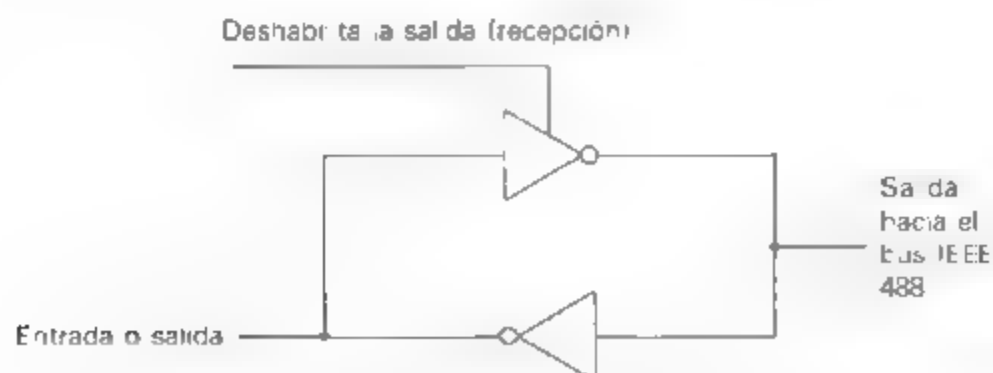 Deshabilita la salida (recepción)
Salida
hacia el
bus IEEE
488
Entrada o salida